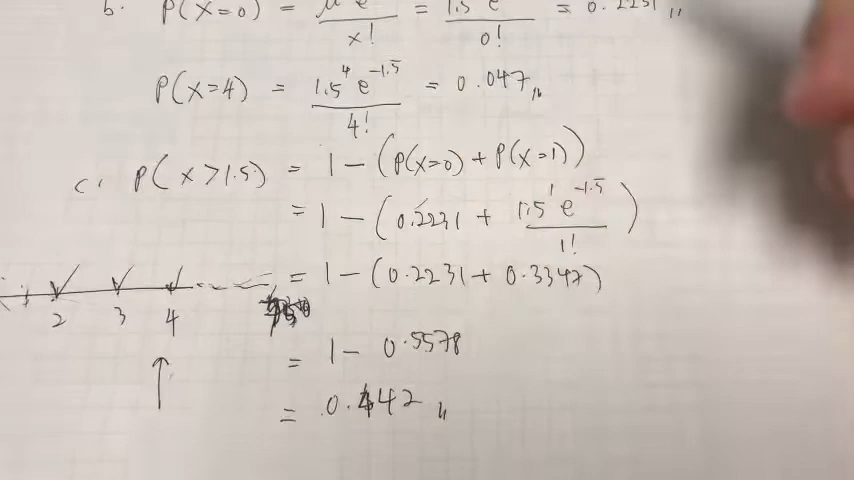 b. P(X=0) = μ e / x! = 1.5 e / 0! = 0.2231
P(X=4) = 1.5^4 e^-1.5 / 4! = 0.047
c. P(X>1.5) = 1 - (P(X=0) + P(X=1))
= 1 - (0.2231 + 1.5^1 e^-1.5 / 1!)
= 1 - (0.2231 + 0.3347)
2 3 4
= 1 - 0.5578
= 0.442